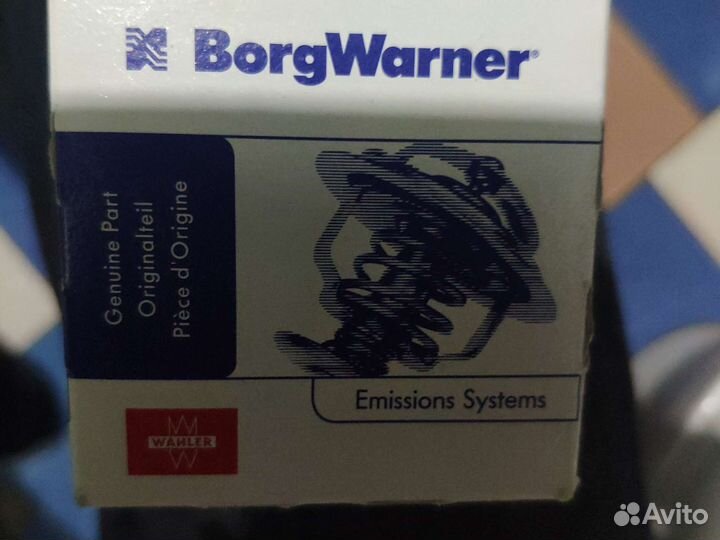 BorgWarner®
Genuine Part
Originalteil
Pièce d'Origine
Emissions Systems
WAHLER
Avito